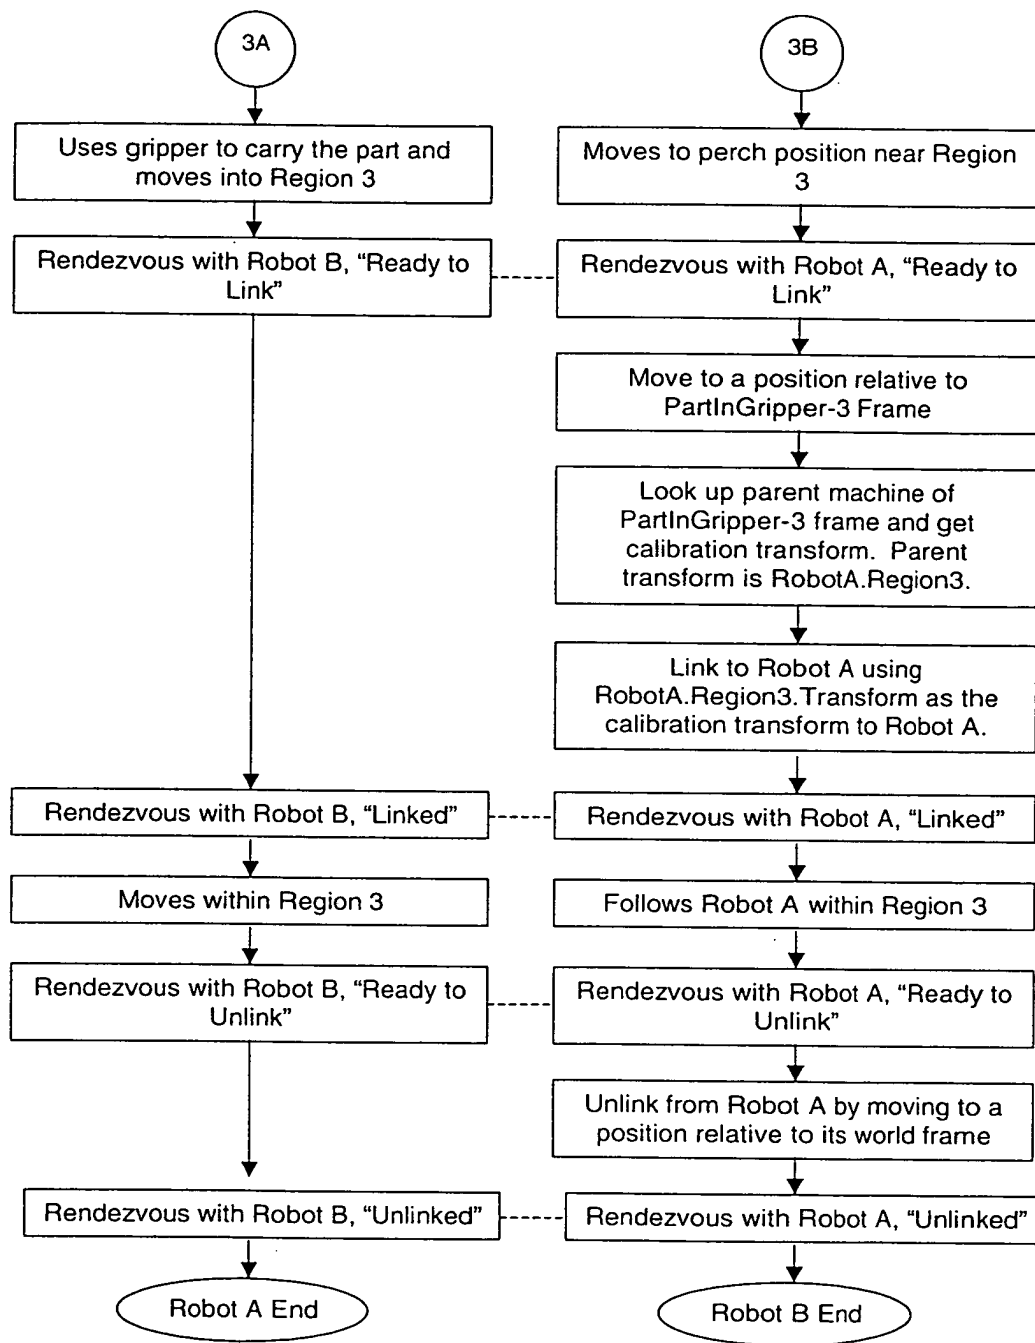 3A
Uses gripper to carry the part and
moves into Region 3
Rendezvous with Robot B, “Ready to
Link”
Rendezvous with Robot B, “Linked”
Moves within Region 3
Rendezvous with Robot B, “Ready to
Unlink”
Rendezvous with Robot B, “Unlinked”
Robot A End
3B
Moves to perch position near Region
3
Rendezvous with Robot A, “Ready to
Link”
Move to a position relative to
PartInGripper-3 Frame
Look up parent machine of
PartInGripper-3 frame and get
calibration transform. Parent
transform is RobotA.Region3.
Link to Robot A using
RobotA.Region3.Transform as the
calibration transform to Robot A.
Rendezvous with Robot A, “Linked”
Follows Robot A within Region 3
Rendezvous with Robot A, “Ready to
Unlink”
Unlink from Robot A by moving to a
position relative to its world frame
Rendezvous with Robot A, “Unlinked”
Robot B End